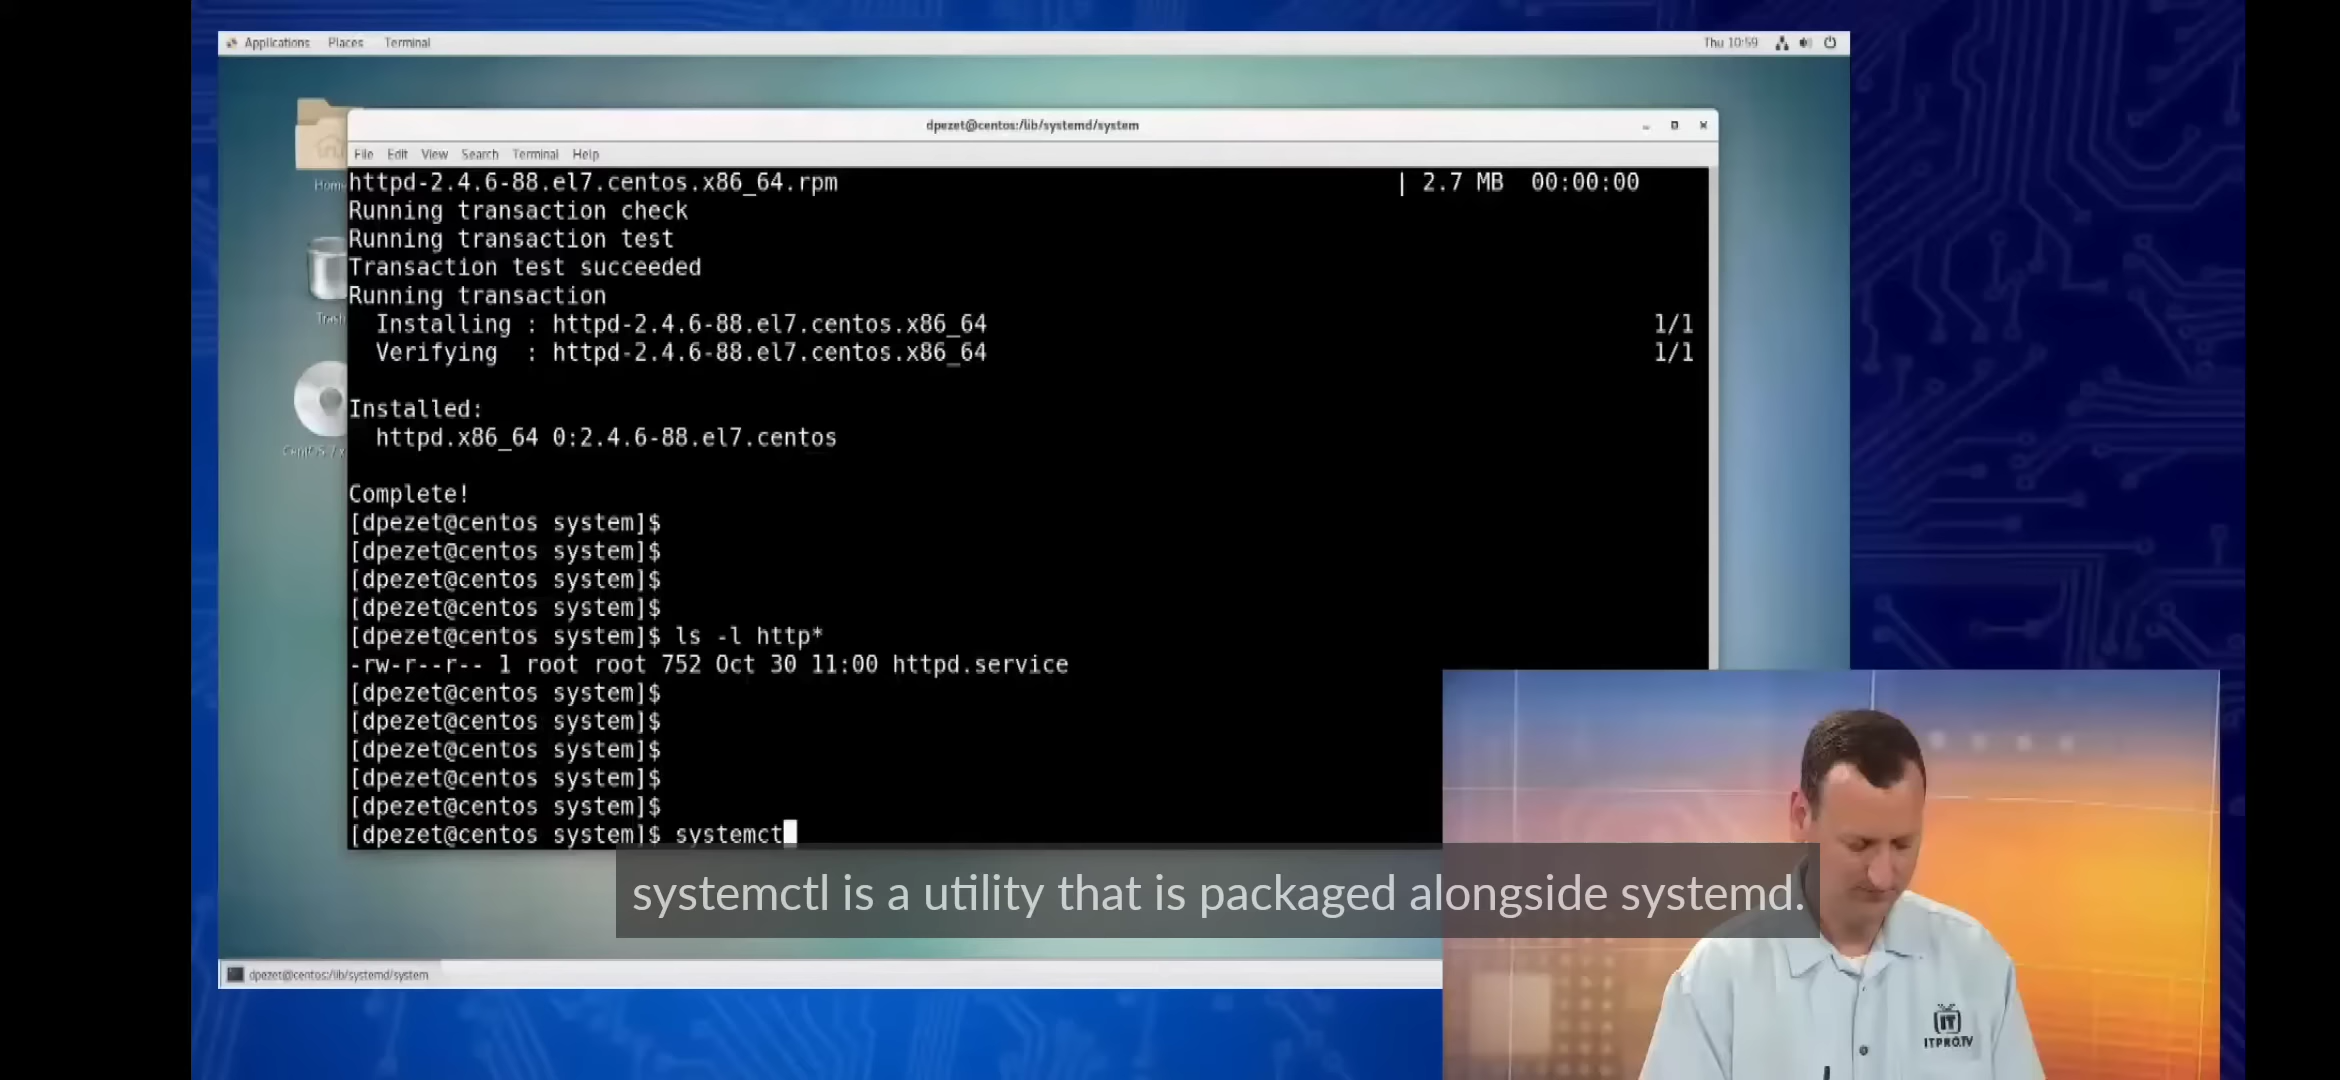 Applications Places Terminal
Thu 10:59
dpezet@centos:/lib/systemd/system
File Edit View Search Terminal Help
Home
Trash
CentOS 7 x
httpd-2.4.6-88.el7.centos.x86_64.rpm | 2.7 MB 00:00:00
Running transaction check
Running transaction test
Transaction test succeeded
Running transaction
Installing : httpd-2.4.6-88.el7.centos.x86_64 1/1
Verifying : httpd-2.4.6-88.el7.centos.x86_64 1/1
Installed:
httpd.x86_64 0:2.4.6-88.el7.centos
Complete!
[dpezet@centos system]$
[dpezet@centos system]$
[dpezet@centos system]$
[dpezet@centos system]$
[dpezet@centos system]$ ls -l http*
-rw-r--r-- 1 root root 752 Oct 30 11:00 httpd.service
[dpezet@centos system]$
[dpezet@centos system]$
[dpezet@centos system]$
[dpezet@centos system]$
[dpezet@centos system]$
[dpezet@centos system]$ systemct
systemctl is a utility that is packaged alongside systemd.
dpezet@centos:/lib/systemd/system
IT
ITPRO.TV